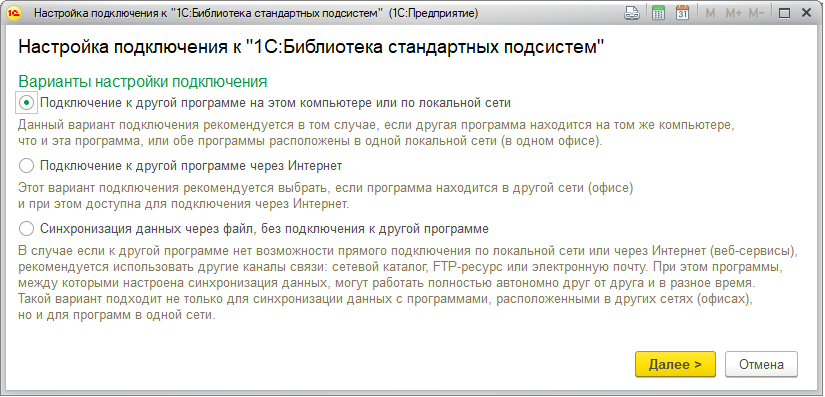 Настройка подключения к "1С:Библиотека стандартных подсистем" (1С:Предприятие)
31 M M+ M−
Настройка подключения к "1С:Библиотека стандартных подсистем"
Варианты настройки подключения
Подключение к другой программе на этом компьютере или по локальной сети
Данный вариант подключения рекомендуется в том случае, если другая программа находится на том же компьютере,
что и эта программа, или обе программы расположены в одной локальной сети (в одном офисе).
Подключение к другой программе через Интернет
Этот вариант подключения рекомендуется выбрать, если программа находится в другой сети (офисе)
и при этом доступна для подключения через Интернет.
Синхронизация данных через файл, без подключения к другой программе
В случае если к другой программе нет возможности прямого подключения по локальной сети или через Интернет (веб-сервисы),
рекомендуется использовать другие каналы связи: сетевой каталог, FTP-ресурс или электронную почту. При этом программы,
между которыми настроена синхронизация данных, могут работать полностью автономно друг от друга и в разное время.
Такой вариант подходит не только для синхронизации данных с программами, расположенными в других сетях (офисах),
но и для программ в одной сети.
Далее > Отмена